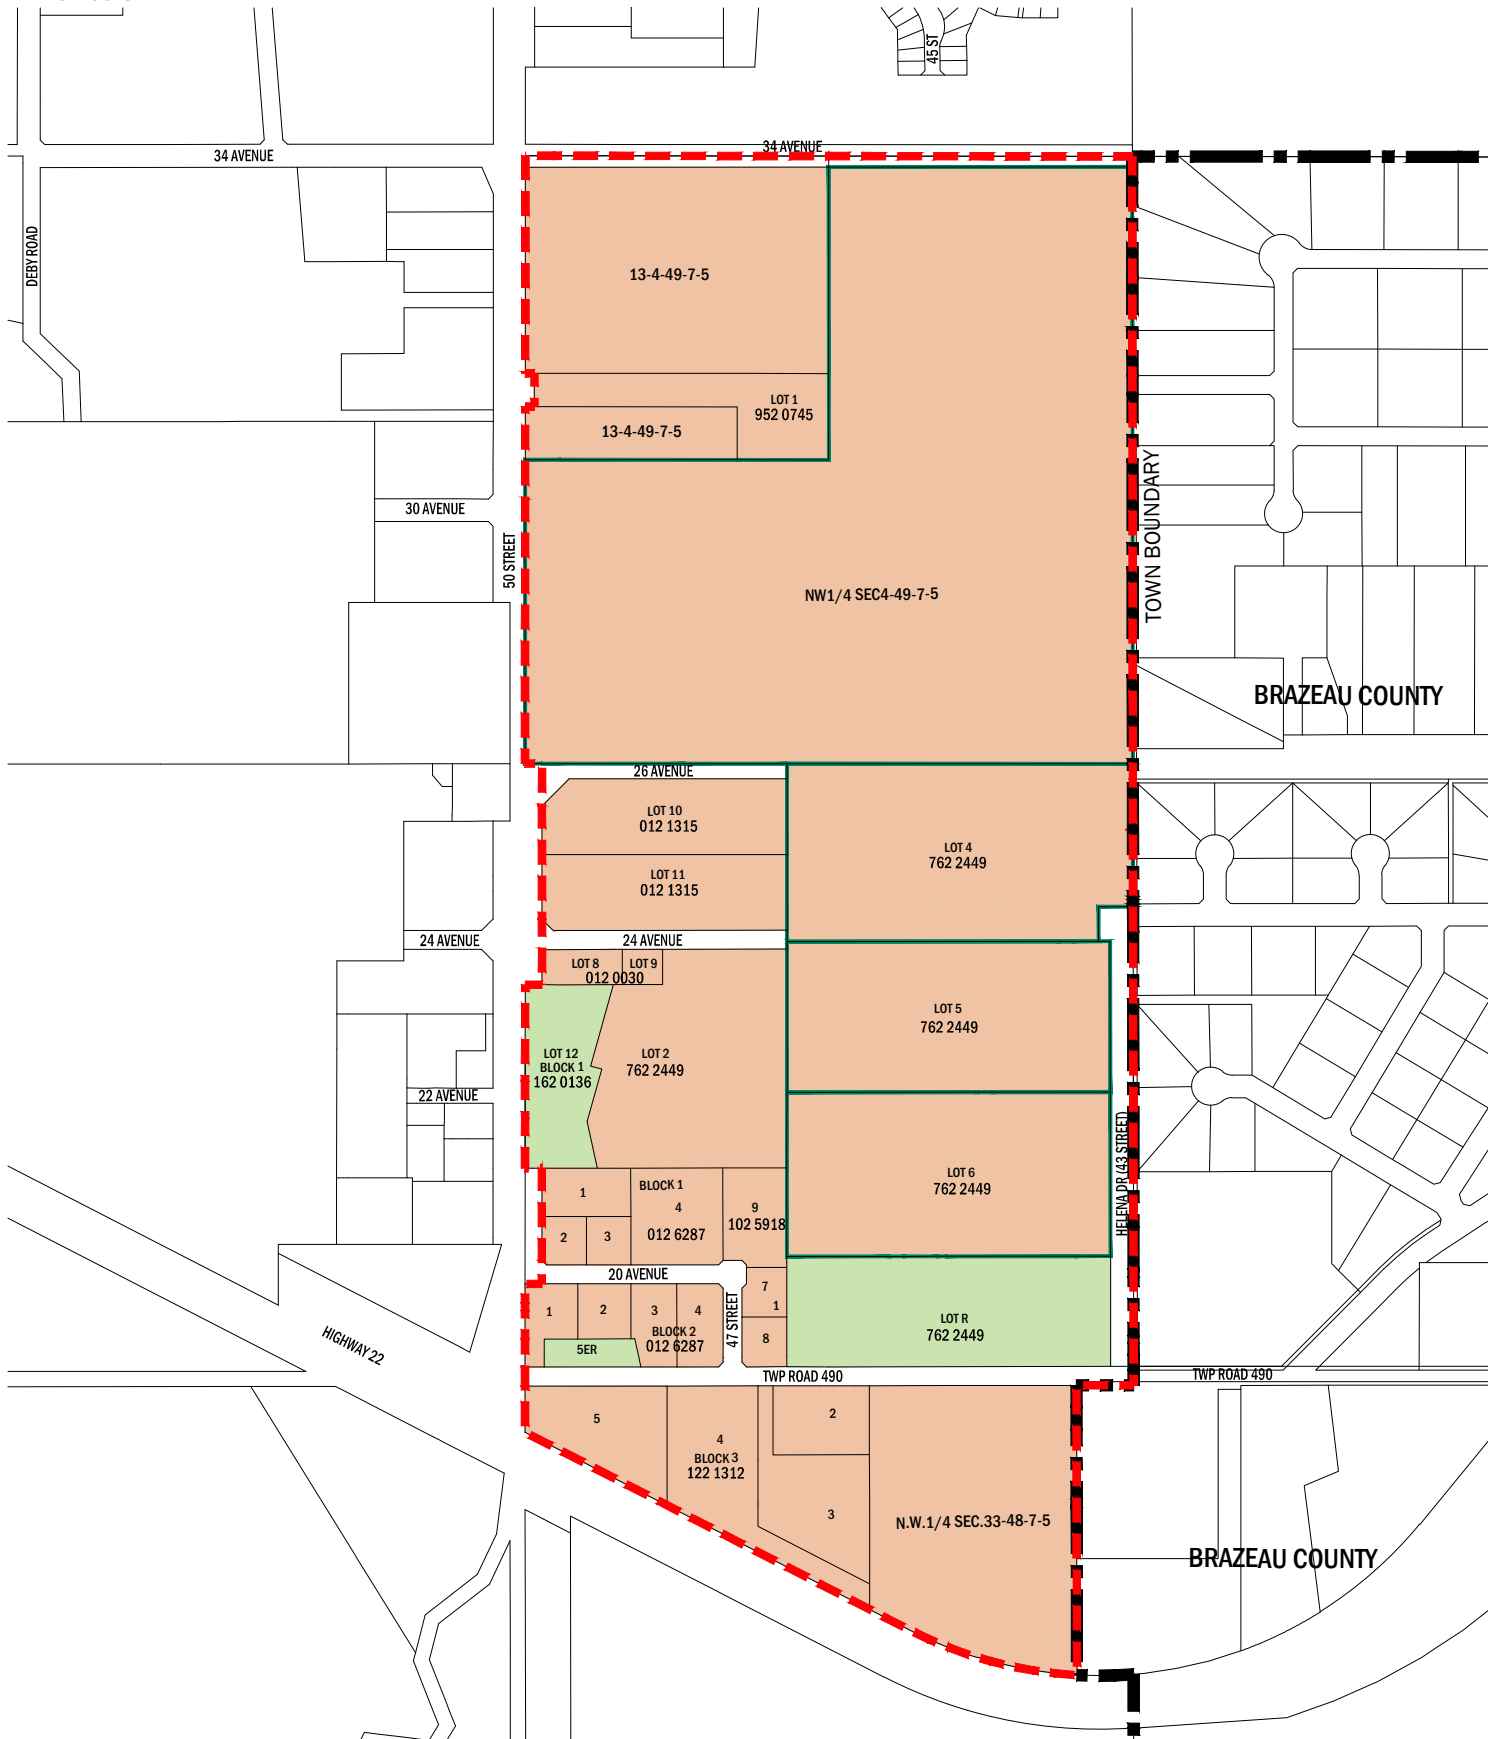 45 ST
34 AVENUE
34 AVENUE
DEBY ROAD
13-4-49-7-5
LOT 1
952 0745
13-4-49-7-5
30 AVENUE
50 STREET
TOWN BOUNDARY
NW1/4 SEC4-49-7-5
BRAZEAU COUNTY
26 AVENUE
LOT 10
012 1315
LOT 4
762 2449
LOT 11
012 1315
24 AVENUE
24 AVENUE
LOT 8
LOT 9
012 0030
LOT 5
762 2449
LOT 12
BLOCK 1
162 0136
LOT 2
762 2449
22 AVENUE
HELENA DR (43 STREET)
LOT 6
762 2449
1
BLOCK 1
4
012 6287
9
102 5918
2
3
20 AVENUE
7
1
8
47 STREET
1
2
3
4
BLOCK 2
012 6287
5ER
LOT R
762 2449
HIGHWAY 22
TWP ROAD 490
TWP ROAD 490
5
4
BLOCK 3
122 1312
2
3
N.W.1/4 SEC.33-48-7-5
BRAZEAU COUNTY